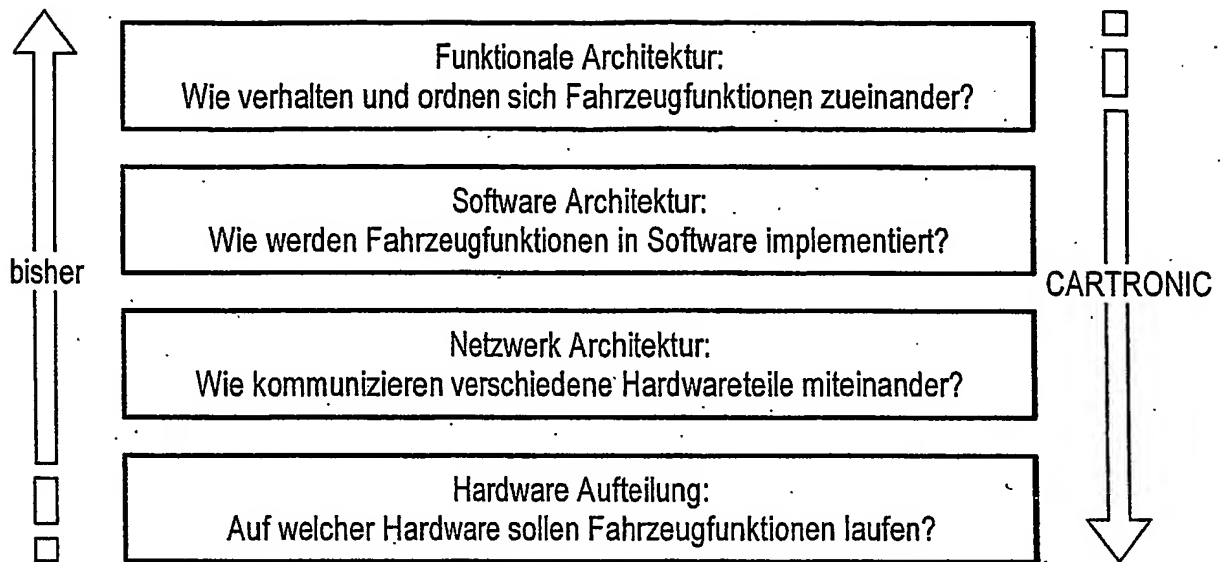 Funktionale Architektur:
Wie verhalten und ordnen sich Fahrzeugfunktionen zueinander?
Software Architektur:
Wie werden Fahrzeugfunktionen in Software implementiert?
bisher
CARTRONIC
Netzwerk Architektur:
Wie kommunizieren verschiedene Hardwareteile miteinander?
Hardware Aufteilung:
Auf welcher Hardware sollen Fahrzeugfunktionen laufen?